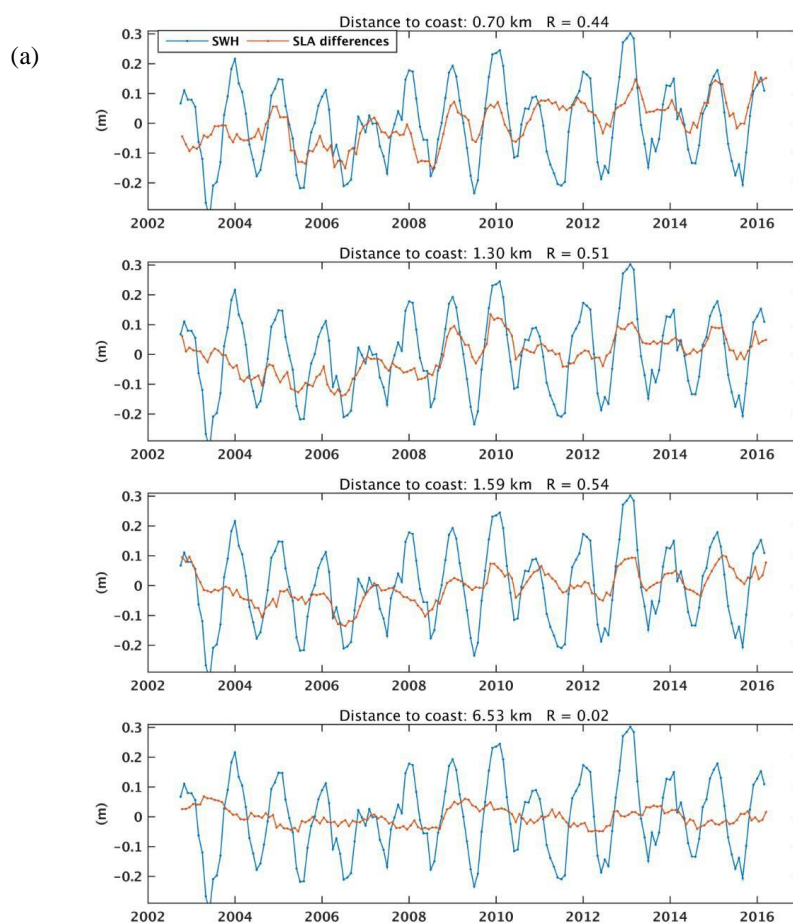 (a)
Distance to coast: 0.70 km R = 0.44
SWH SLA differences
(m)
0.3
0.2
0.1
0
-0.1
-0.2
2002 2004 2006 2008 2010 2012 2014 2016
Distance to coast: 1.30 km R = 0.51
(m)
0.3
0.2
0.1
0
-0.1
-0.2
2002 2004 2006 2008 2010 2012 2014 2016
Distance to coast: 1.59 km R = 0.54
(m)
0.3
0.2
0.1
0
-0.1
-0.2
2002 2004 2006 2008 2010 2012 2014 2016
Distance to coast: 6.53 km R = 0.02
(m)
0.3
0.2
0.1
0
-0.1
-0.2
2002 2004 2006 2008 2010 2012 2014 2016